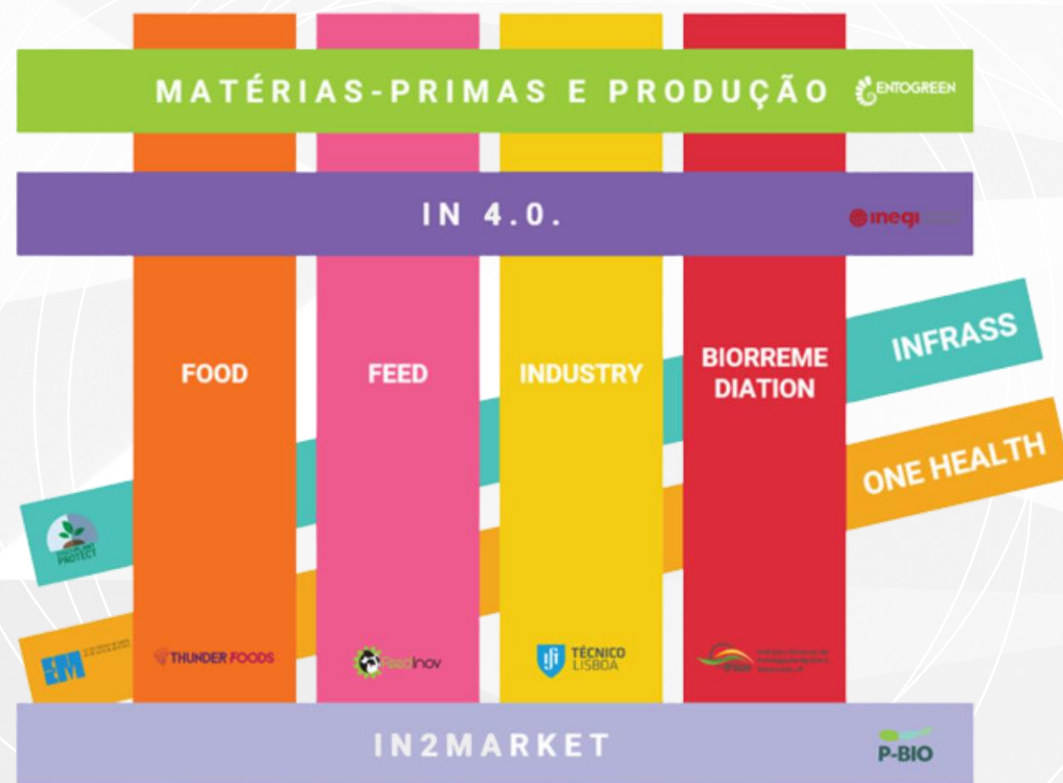 MATÉRIAS-PRIMAS E PRODUÇÃO
ENTOGREEN
IN 4.0.
inegi
INFRASS
FOOD
FEED
INDUSTRY
BIORREME
DIATION
ONE HEALTH
PROTECT
THUNDER FOODS
FeedInov
TÉCNICO
LISBOA
IN2MARKET
P-BIO